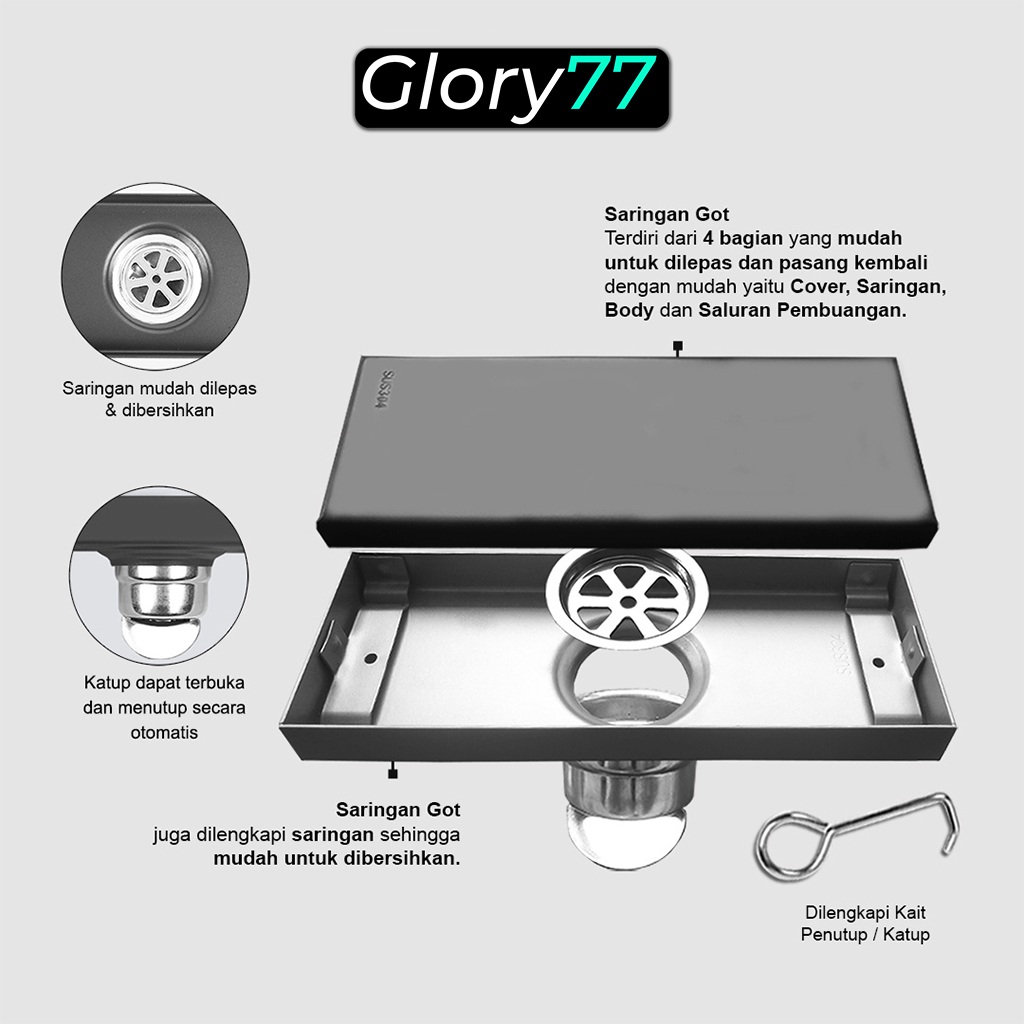 Glory77
Saringan Got
Terdiri dari 4 bagian yang mudah
untuk dilepas dan pasang kembali
dengan mudah yaitu Cover, Saringan,
Body dan Saluran Pembuangan.
Saringan mudah dilepas
& dibersihkan
SUS304
Katup dapat terbuka
dan menutup secara
otomatis
SUS304
Saringan Got
juga dilengkapi saringan sehingga
mudah untuk dibersihkan.
Dilengkapi Kait
Penutup / Katup